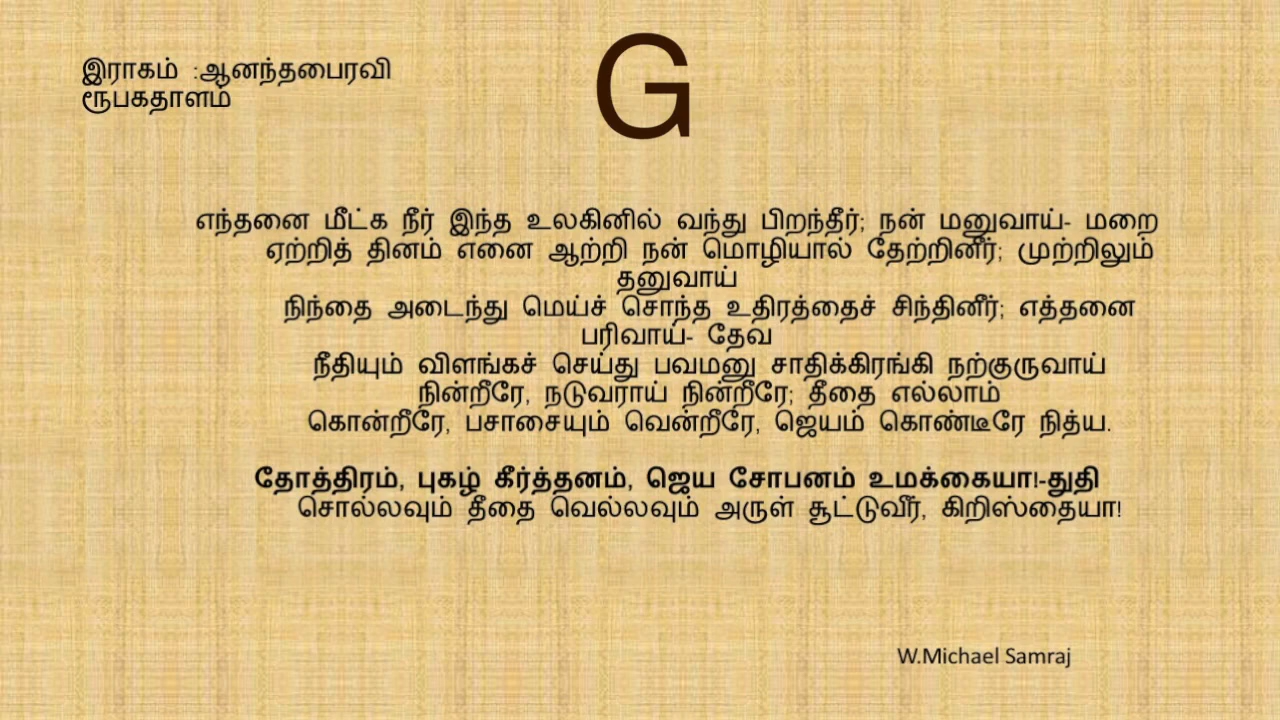 இராகம் :ஆனந்தபைரவி
ரூபகதாளம்
G
எந்தனை மீட்க நீர் இந்த உலகினில் வந்து பிறந்தீர்; நன் மனுவாய்- மறை
ஏற்றித் தினம் எனை ஆற்றி நன் மொழியால் தேற்றினீர்; முற்றிலும்
தனுவாய்
நிந்தை அடைந்து மெய்ச் சொந்த உதிரத்தைச் சிந்தினீர்; எத்தனை
பரிவாய்- தேவ
நீதியும் விளங்கச் செய்து பவமனு சாதிக்கிரங்கி நற்குருவாய்
நின்றீரே, நடுவராய் நின்றீரே; தீதை எல்லாம்
கொன்றீரே, பசாசையும் வென்றீரே, ஜெயம் கொண்டீரே நித்ய.
தோத்திரம், புகழ் கீர்த்தனம், ஜெய சோபனம் உமக்கையா!-துதி
சொல்லவும் தீதை வெல்லவும் அருள் சூட்டுவீர், கிறிஸ்தையா!
W.Michael Samraj